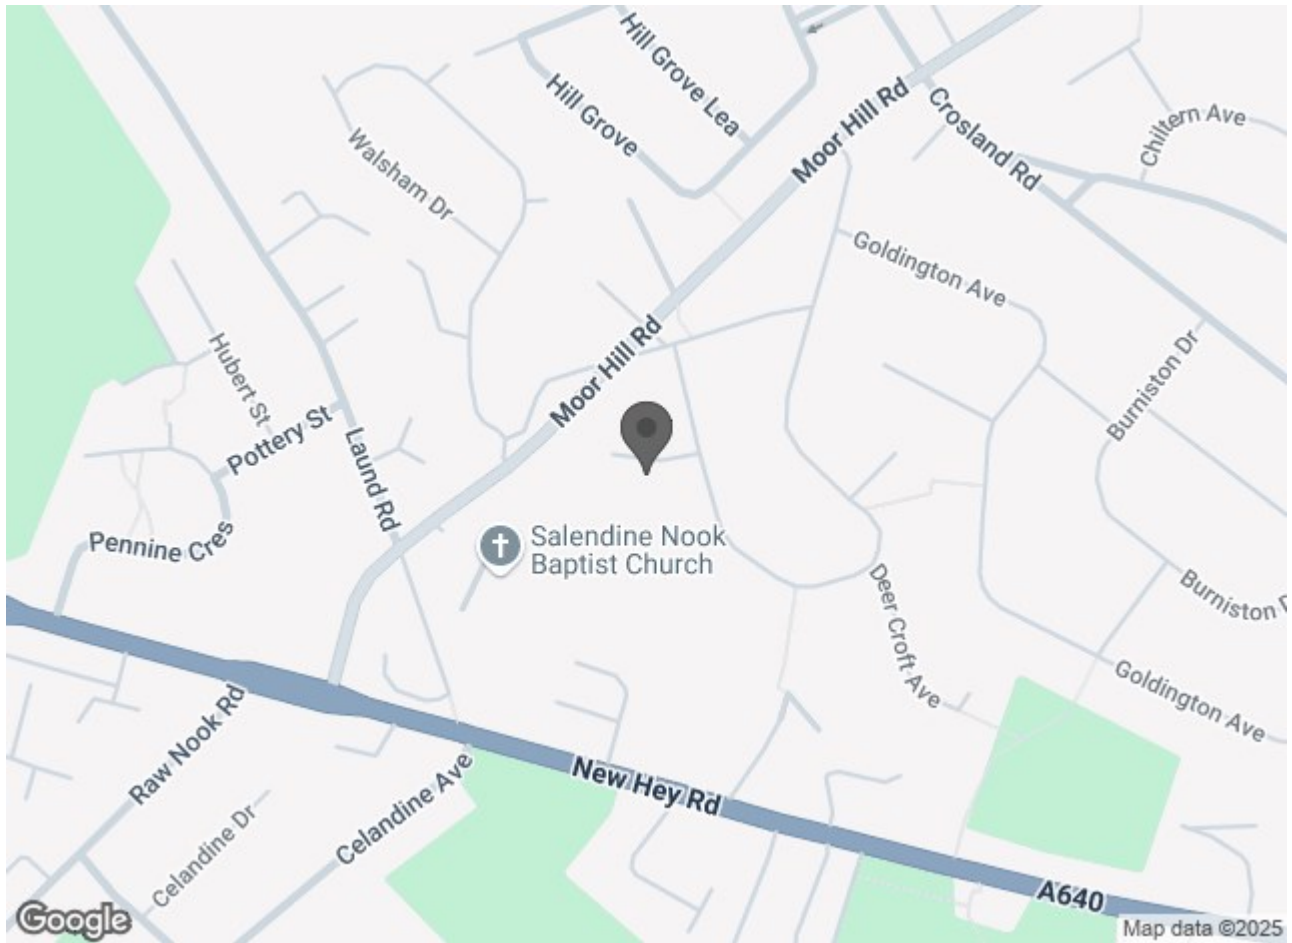 Hill Grove Lea
Hill Grove
Moor Hill Rd
Crosland Rd
Chiltern Ave
Walsham Dr
Goldington Ave
Moor Hill Rd
Burniston Dr
Hubert St
Pottery St
Laund Rd
Pennine Cres
Salendine Nook
Baptist Church
Deer Croft Ave
Burniston D
Goldington Ave
Raw Nook Rd
New Hey Rd
Celandine Ave
Celandine Dr
A640
Google
Map data ©2025